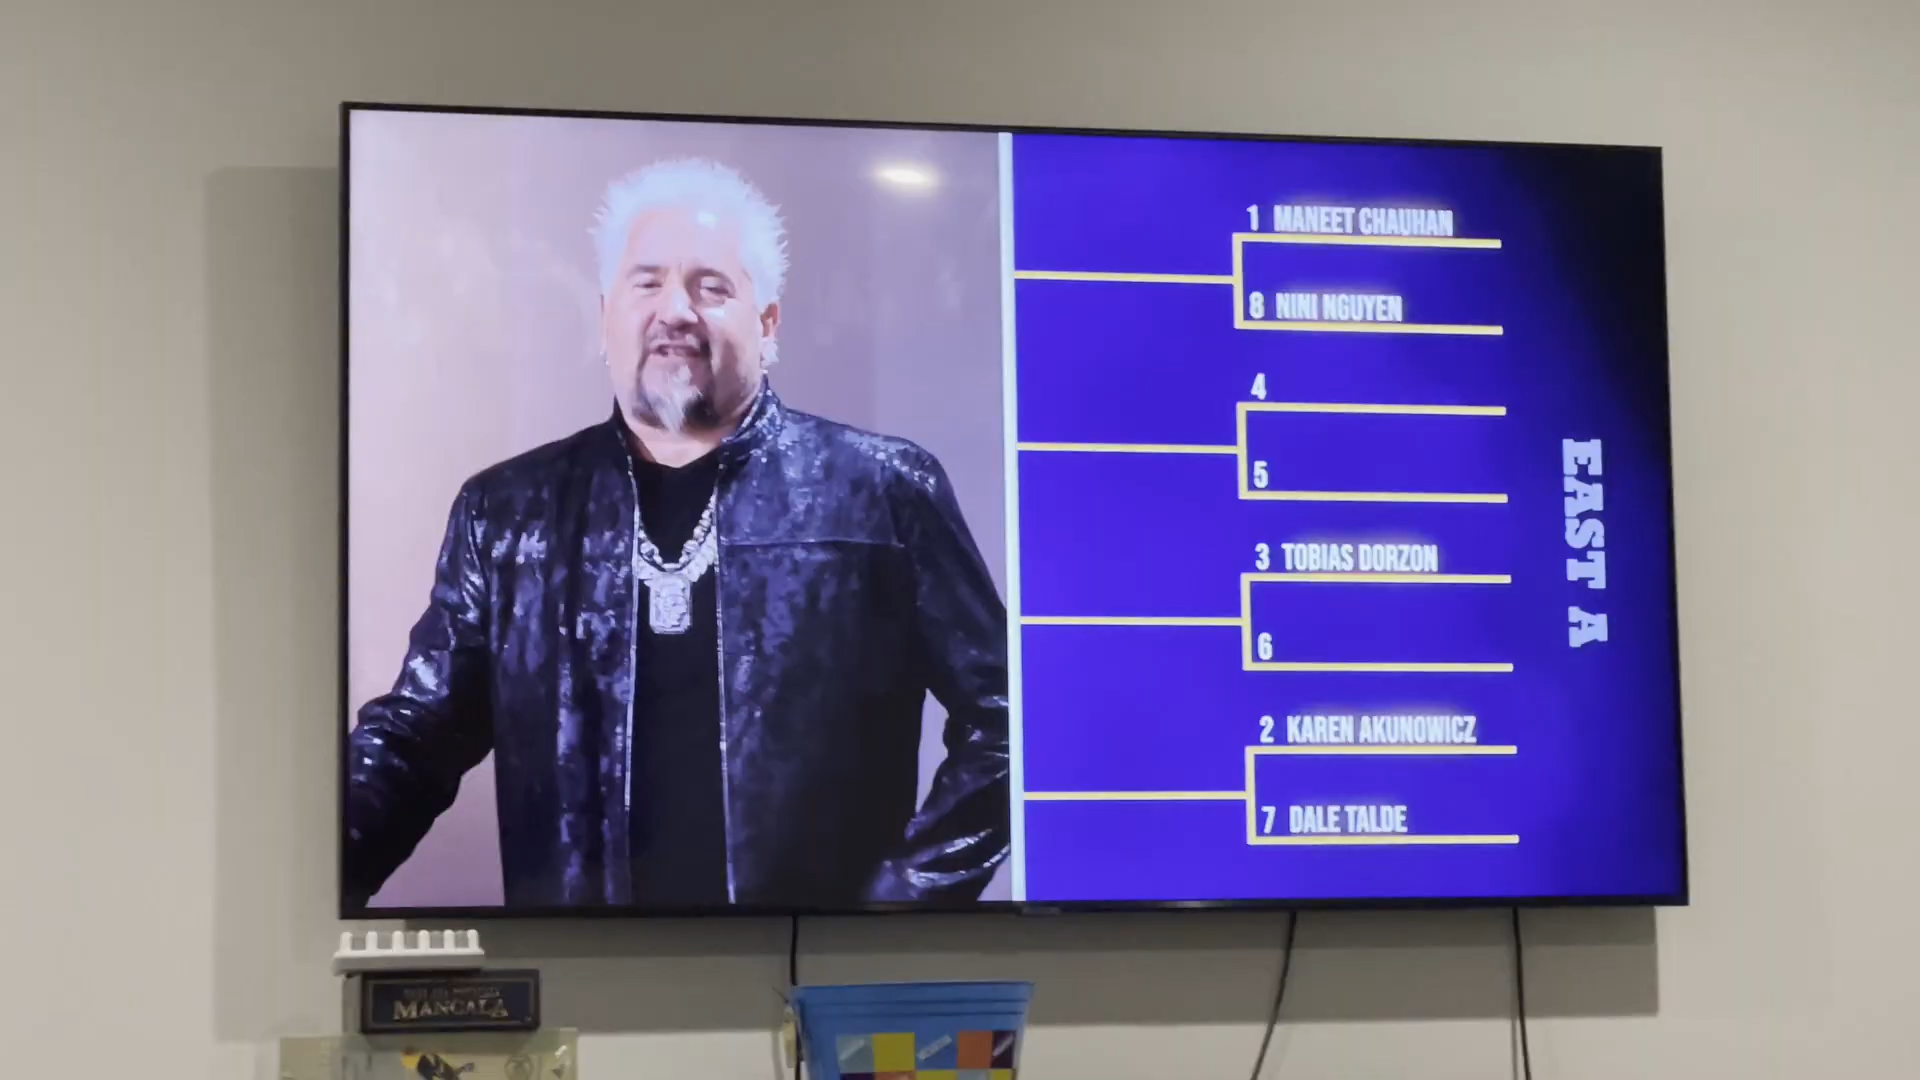 1 MANEET CHAUHAN
8 NINI NGUYEN
4
5
3 TOBIAS DORZON
6
2 KAREN AKUNOWICZ
7 DALE TALDE
EAST A
MANCALA